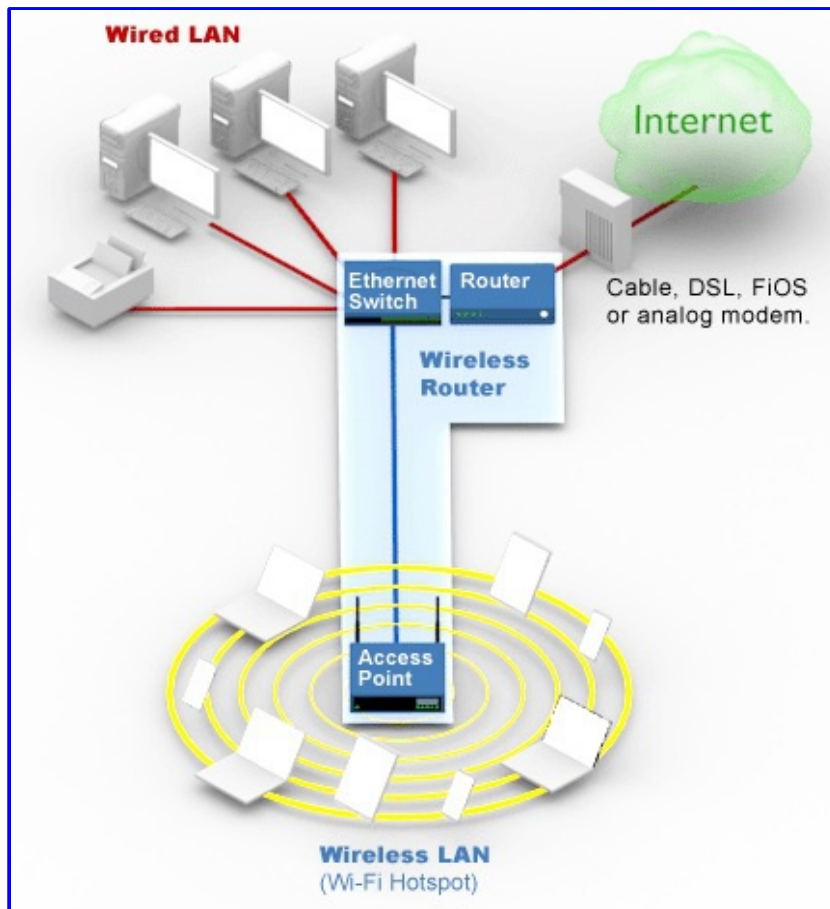 Wired LAN
Internet
Ethernet
Switch
Router
Cable, DSL, FiOS
or analog modem.
Wireless
Router
Access
Point
Wireless LAN
(Wi-Fi Hotspot)